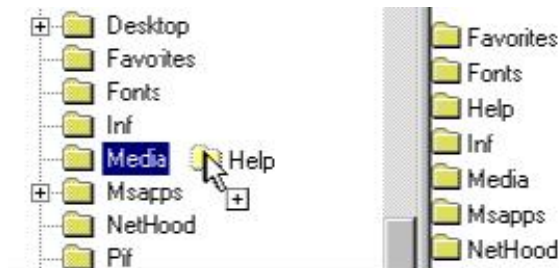 Desktop
Favorites
Fonts
Inf
Media
Help
Msapps
NetHood
Pif
Favorites
Fonts
Help
Inf
Media
Msapps
NetHood